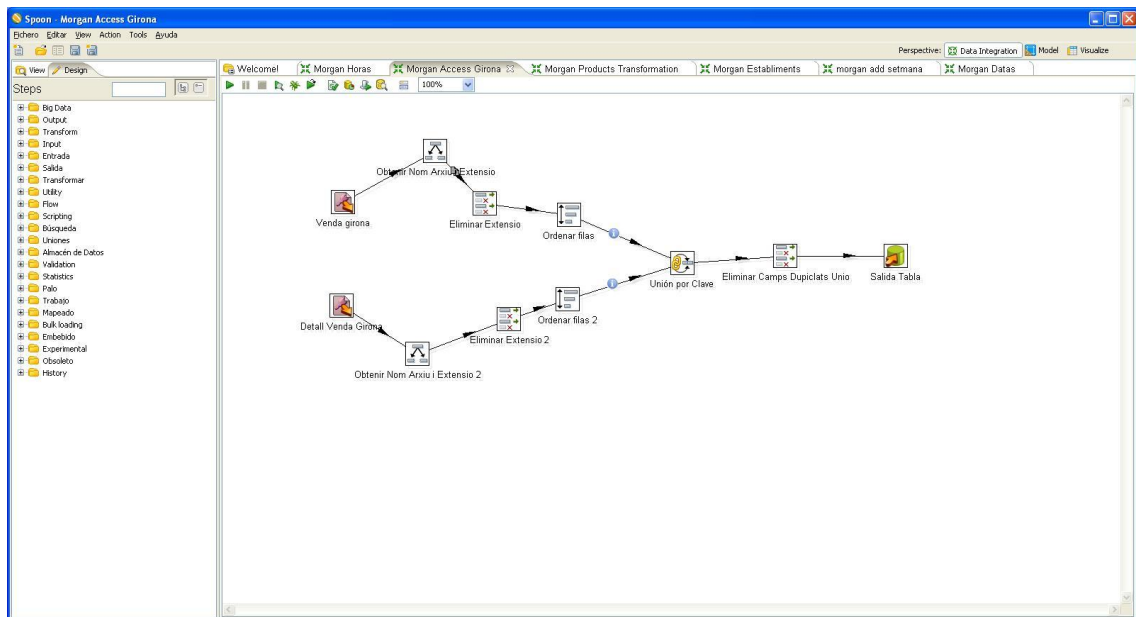 Spoon - Morgan Access Girona
Fichero Editar View Action Tools Ayuda
Perspective: Data Integration Model Visualize
View Design
Welcome! Morgan Horas Morgan Access Girona Morgan Products Transformation Morgan Establiments morgan add setmana Morgan Datas
Steps
100%
Big Data
Output
Transform
Input
Entrada
Salida
Transformar
Utility
Flow
Scripting
Búsqueda
Uniones
Almacén de Datos
Validation
Statistics
Palo
Trabajo
Mapeado
Bulk loading
Embebido
Experimental
Obsoleto
History
Obtenir Nom Arxiu i Extensio
Venda girona
Eliminar Extensio
Ordenar filas
Unión por Clave
Eliminar Camps Dupiclats Unio
Salida Tabla
Detall Venda Girona
Ordenar filas 2
Eliminar Extensio 2
Obtenir Nom Arxiu i Extensio 2